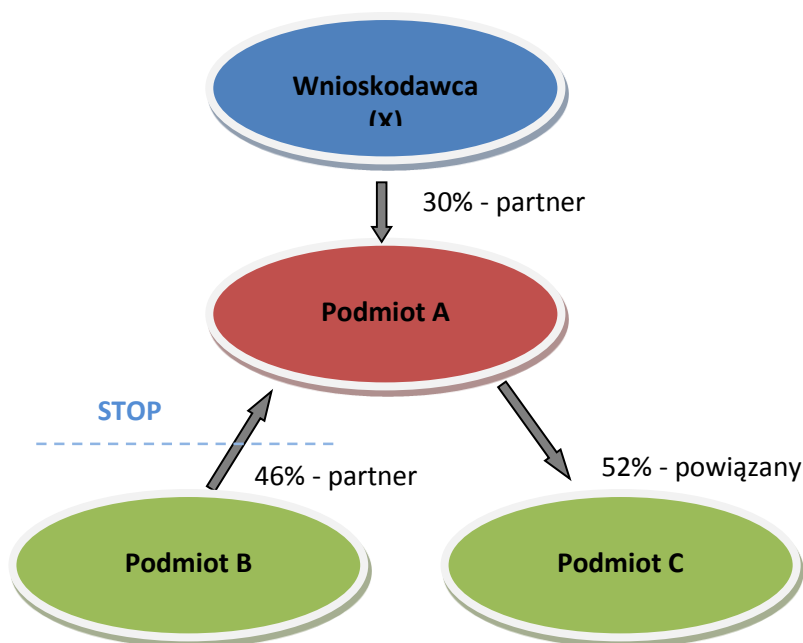 Wnioskodawca
(X)
30% - partner
Podmiot A
STOP
46% - partner
52% - powiązany
Podmiot B
Podmiot C